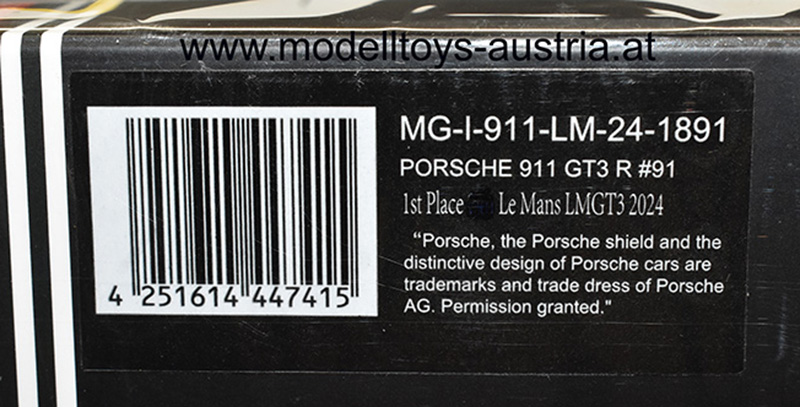 www.modelltoys-austria.at
MG-I-911-LM-24-1891
PORSCHE 911 GT3 R #91
1st Place Le Mans LMGT3 2024
"Porsche, the Porsche shield and the
distinctive design of Porsche cars are
trademarks and trade dress of Porsche
AG. Permission granted."
4 251614 447415